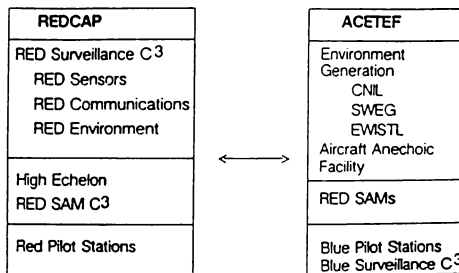 REDCAP
RED Surveillance C3
RED Sensors
RED Communications
RED Environment
High Echelon
RED SAM C3
Red Pilot Stations
ACETEF
Environment
Generation
CNIL
SWEG
EWISTL
Aircraft Anechoic
Facility
RED SAMs
Blue Pilot Stations
Blue Surveillance C3